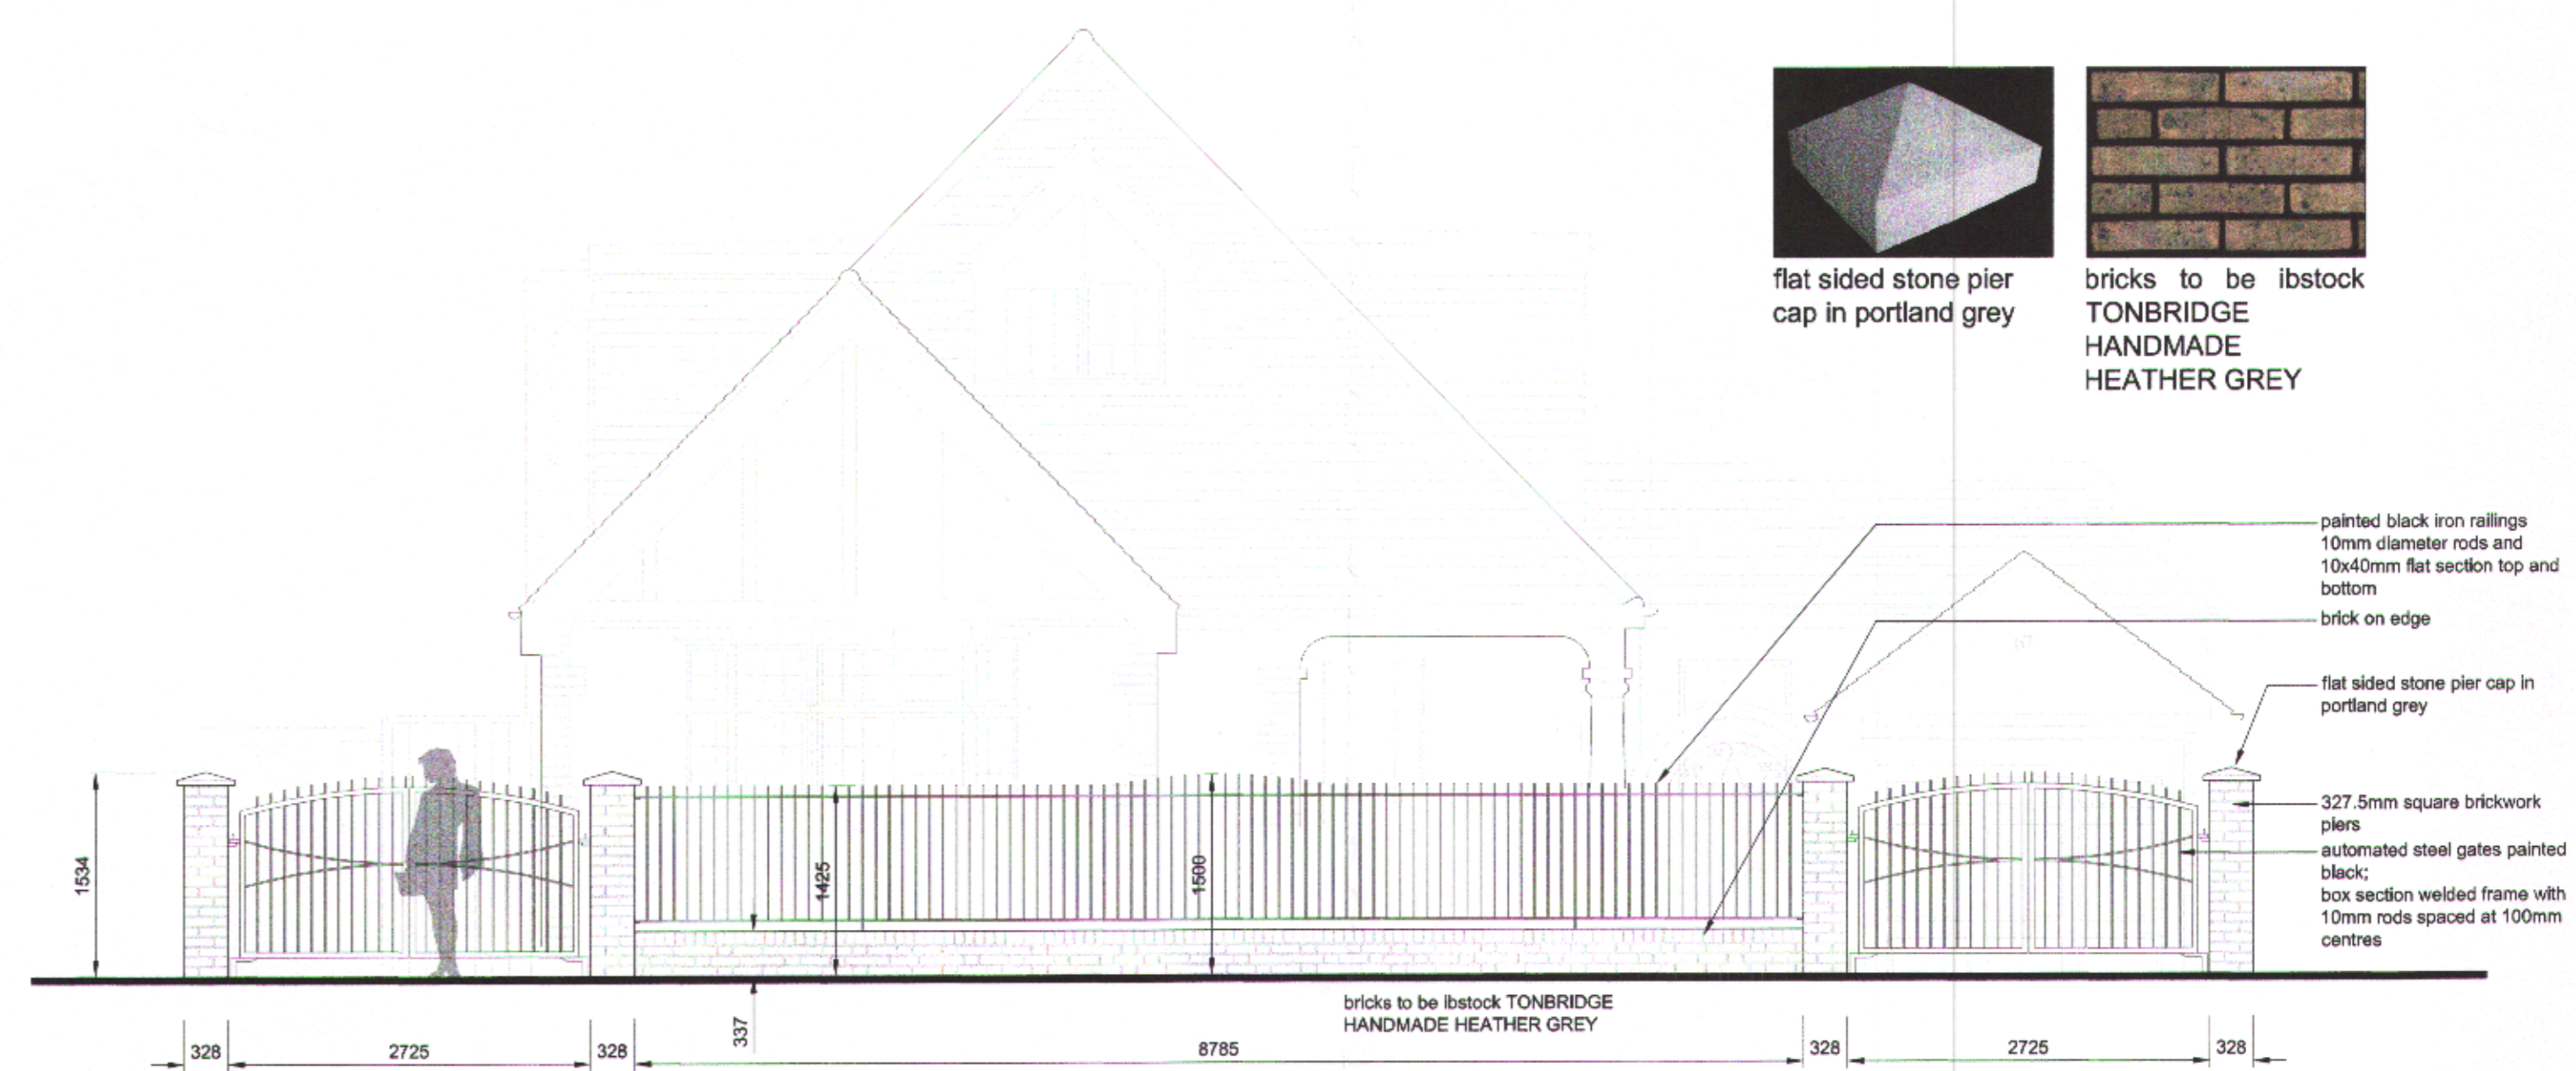 flat sided stone pier
cap in portland grey
bricks to be ibstock
TONBRIDGE
HANDMADE
HEATHER GREY
painted black iron railings
10mm diameter rods and
10x40mm flat section top and
bottom
brick on edge
flat sided stone pier cap in
portland grey
327.5mm square brickwork
piers
automated steel gates painted
black;
box section welded frame with
10mm rods spaced at 100mm
centres
1534
1425
1500
337
bricks to be ibstock TONBRIDGE
HANDMADE HEATHER GREY
328
2725
328
8785
328
2725
328